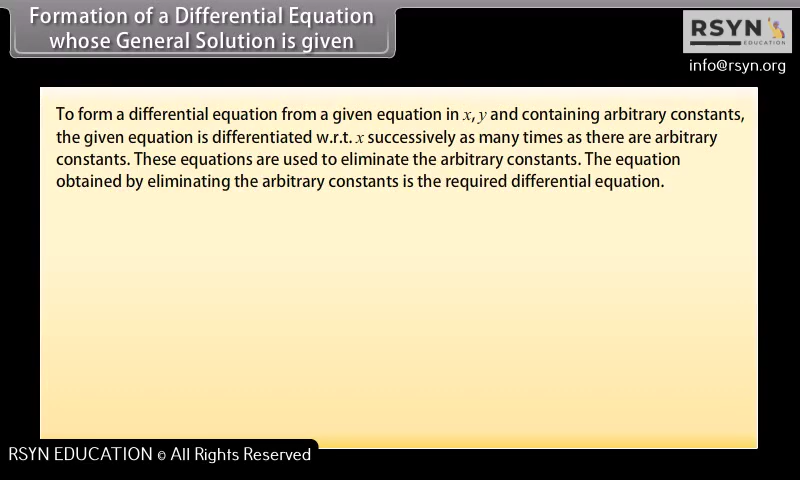 Formation of a Differential Equation
whose General Solution is given
RSYN
EDUCATION
info@rsyn.org
To form a differential equation from a given equation in x, y and containing arbitrary constants,
the given equation is differentiated w.r.t. x successively as many times as there are arbitrary
constants. These equations are used to eliminate the arbitrary constants. The equation
obtained by eliminating the arbitrary constants is the required differential equation.
RSYN EDUCATION © All Rights Reserved